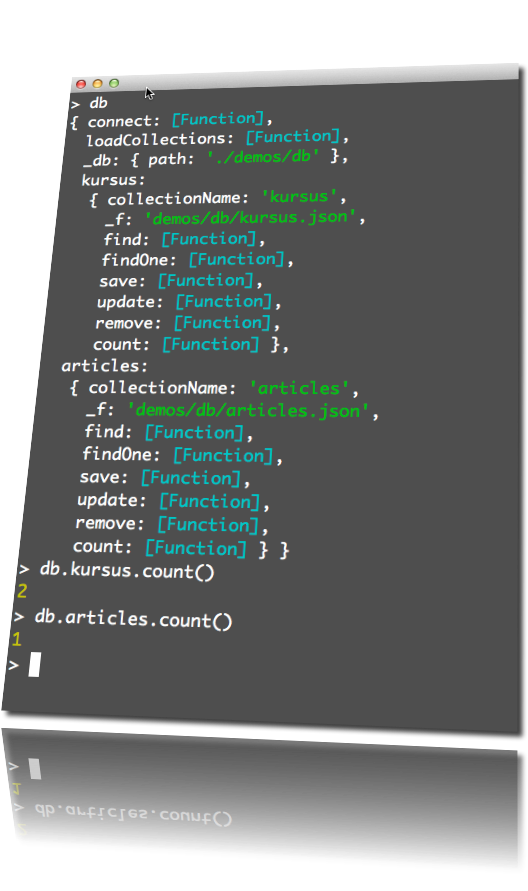 > db
{ connect: [Function],
  loadCollections: [Function],
  _db: { path: './demos/db' },
  kursus:
   { collectionName: 'kursus',
     _f: 'demos/db/kursus.json',
     find: [Function],
     findOne: [Function],
     save: [Function],
     update: [Function],
     remove: [Function],
     count: [Function] },
  articles:
   { collectionName: 'articles',
     _f: 'demos/db/articles.json',
     find: [Function],
     findOne: [Function],
     save: [Function],
     update: [Function],
     remove: [Function],
     count: [Function] } }
> db.kursus.count()
2
> db.articles.count()
1
>